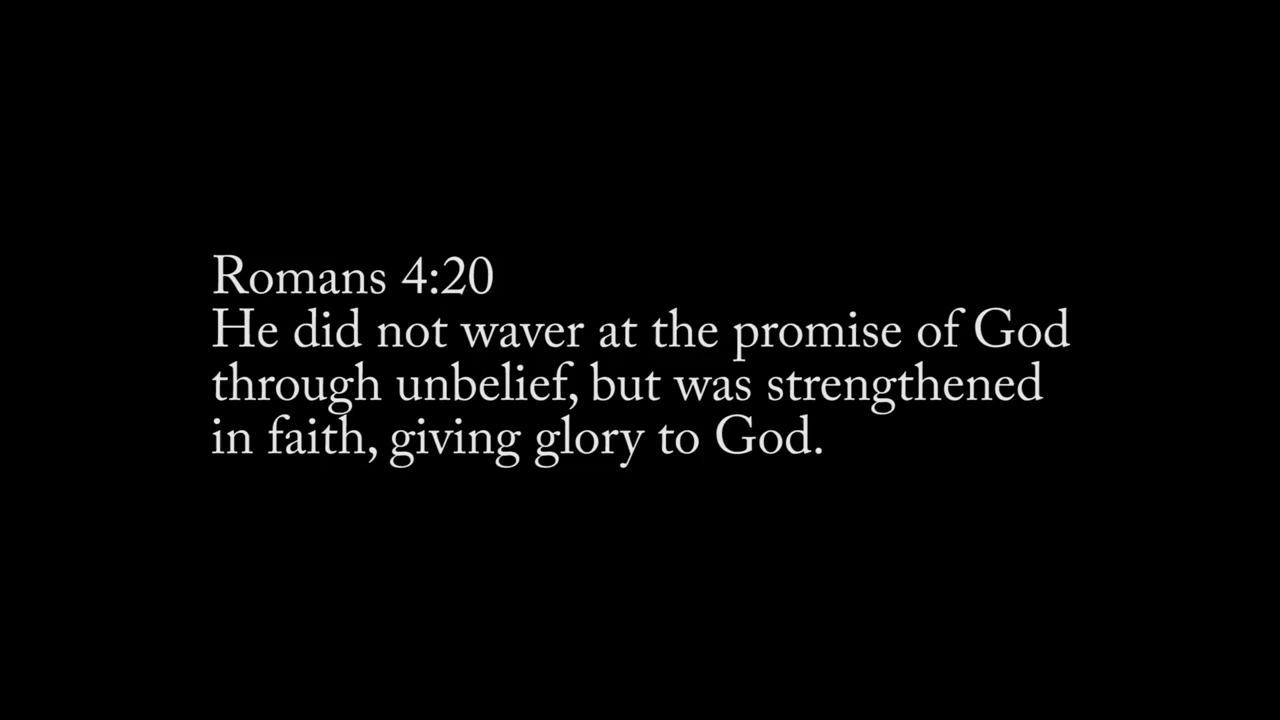 Romans 4:20
He did not waver at the promise of God
through unbelief, but was strengthened
in faith, giving glory to God.